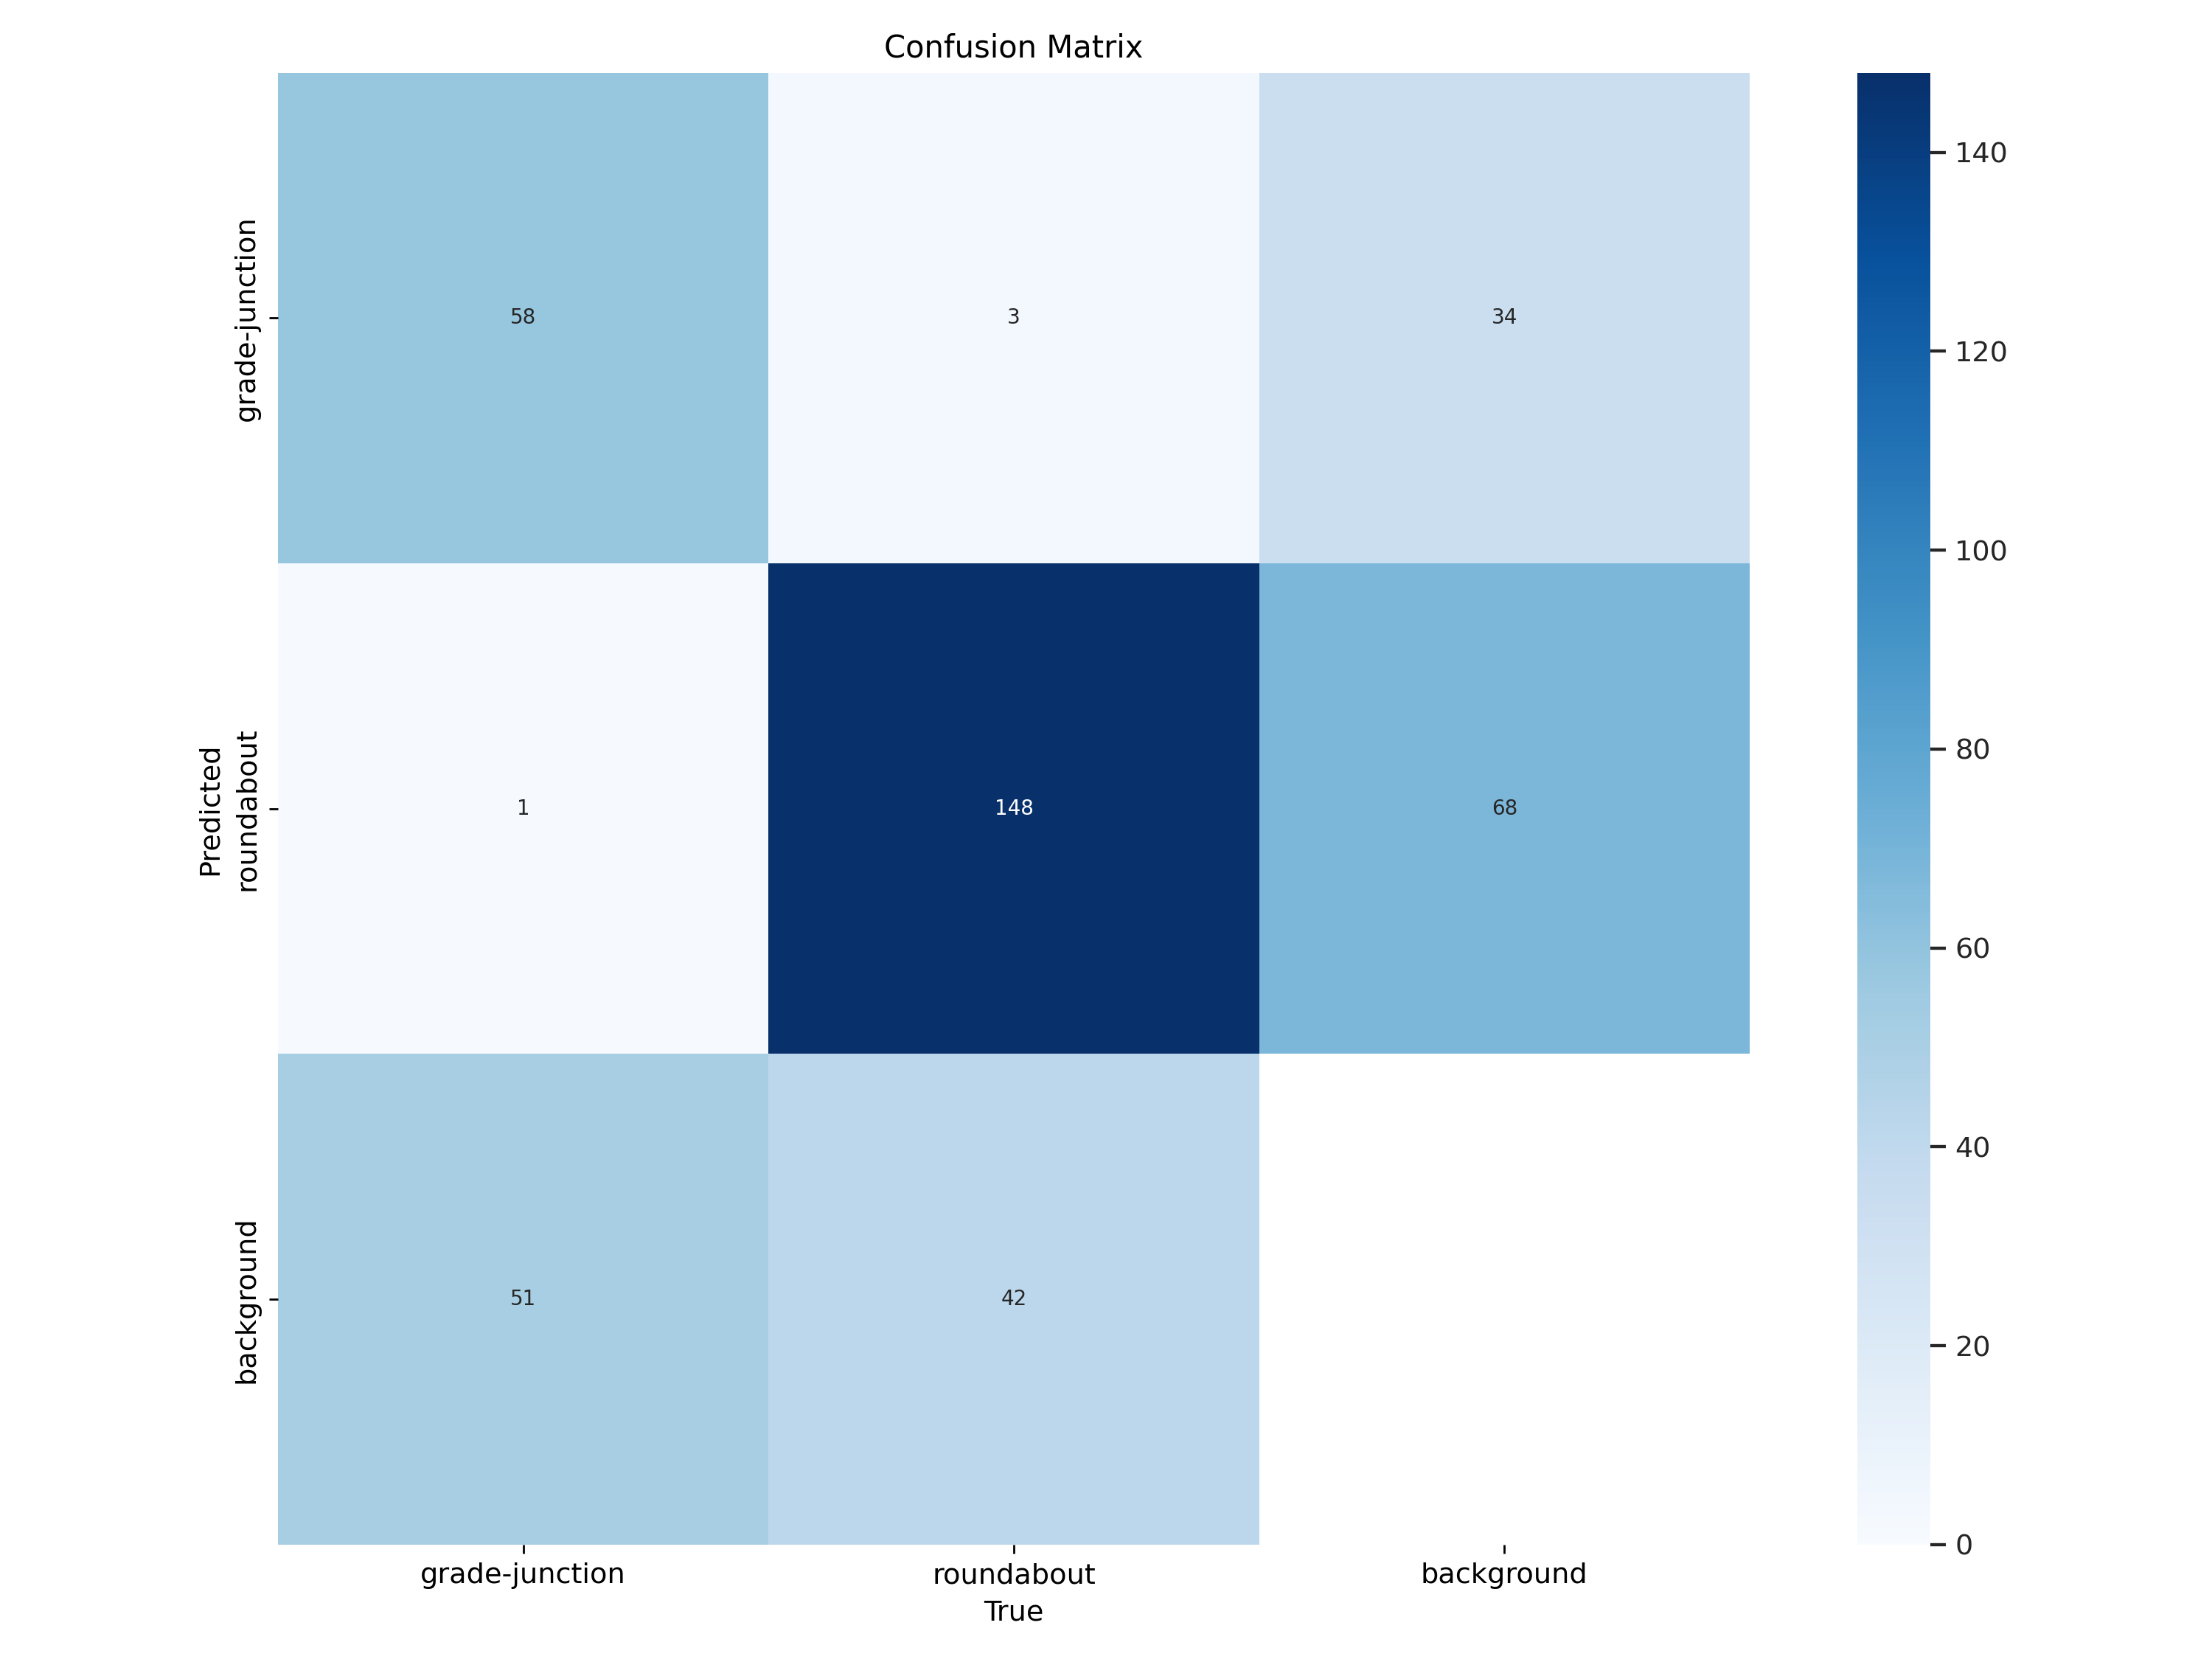 Confusion Matrix
grade-junction
58
3
34
140
120
100
80
60
40
20
0
Predicted
roundabout
1
148
68
background
51
42
grade-junction
roundabout
background
True